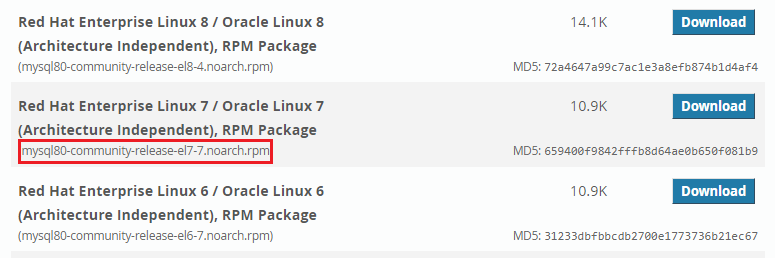 Red Hat Enterprise Linux 8 / Oracle Linux 8 14.1K Download
(Architecture Independent), RPM Package
(mysql80-community-release-el8-4.noarch.rpm) MD5: 72a4647a99c7ac1e3a8efb874b1d4af4
Red Hat Enterprise Linux 7 / Oracle Linux 7 10.9K Download
(Architecture Independent), RPM Package
(mysql80-community-release-el7-7.noarch.rpm) MD5: 659400f9842fffb8d64ae0b650f081b9
Red Hat Enterprise Linux 6 / Oracle Linux 6 10.9K Download
(Architecture Independent), RPM Package
(mysql80-community-release-el6-7.noarch.rpm) MD5: 31233dbfbbcdb2700e1773736b21ec67